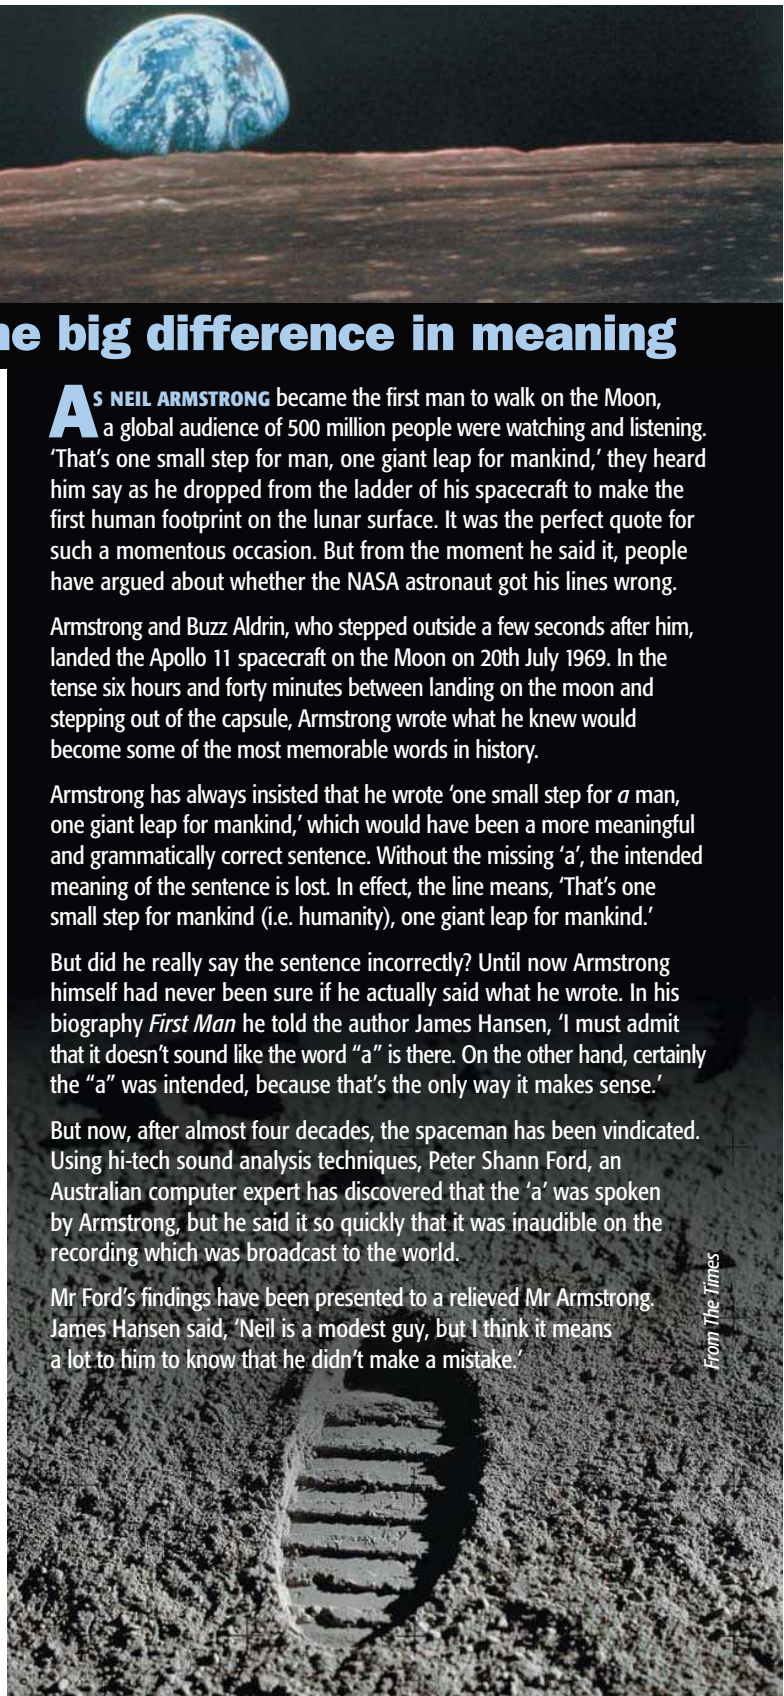 big difference in meaning
AS NEIL ARMSTRONG became the first man to walk on the Moon,
a global audience of 500 million people were watching and listening.
‘That’s one small step for man, one giant leap for mankind,’ they heard
him say as he dropped from the ladder of his spacecraft to make the
first human footprint on the lunar surface. It was the perfect quote for
such a momentous occasion. But from the moment he said it, people
have argued about whether the NASA astronaut got his lines wrong.
Armstrong and Buzz Aldrin, who stepped outside a few seconds after him,
landed the Apollo 11 spacecraft on the Moon on 20th July 1969. In the
tense six hours and forty minutes between landing on the moon and
stepping out of the capsule, Armstrong wrote what he knew would
become some of the most memorable words in history.
Armstrong has always insisted that he wrote ‘one small step for a man,
one giant leap for mankind,’ which would have been a more meaningful
and grammatically correct sentence. Without the missing ‘a’, the intended
meaning of the sentence is lost. In effect, the line means, ‘That’s one
small step for mankind (i.e. humanity), one giant leap for mankind.’
But did he really say the sentence incorrectly? Until now Armstrong
himself had never been sure if he actually said what he wrote. In his
biography First Man he told the author James Hansen, ‘I must admit
that it doesn’t sound like the word “a” is there. On the other hand, certainly
the “a” was intended, because that’s the only way it makes sense.’
But now, after almost four decades, the spaceman has been vindicated.
Using hi-tech sound analysis techniques, Peter Shann Ford, an
Australian computer expert has discovered that the ‘a’ was spoken
by Armstrong, but he said it so quickly that it was inaudible on the
recording which was broadcast to the world.
Mr Ford’s findings have been presented to a relieved Mr Armstrong.
James Hansen said, ‘Neil is a modest guy, but I think it means
a lot to him to know that he didn’t make a mistake.’
From The Times